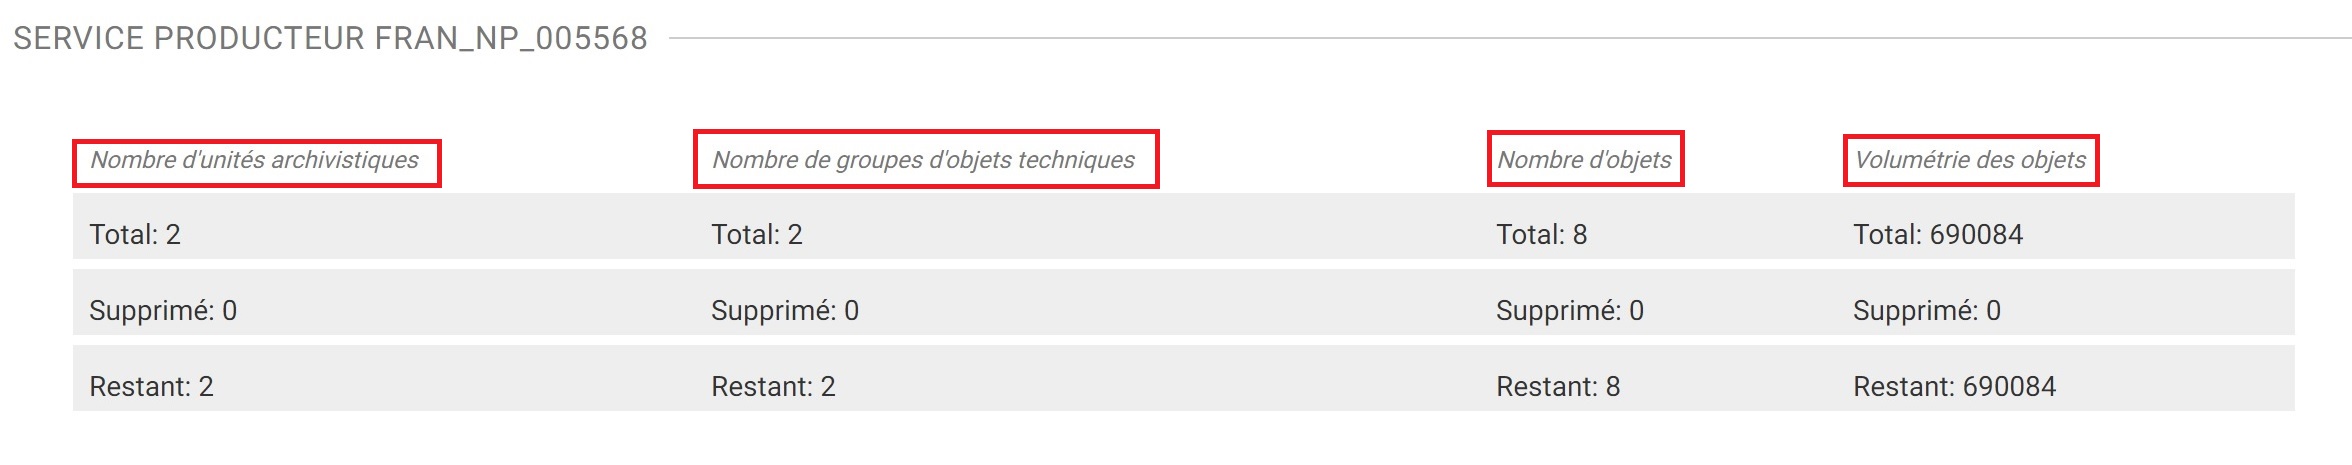 SERVICE PRODUCTEUR FRAN_NP_005568
Nombre d'unités archivistiques Nombre de groupes d'objets techniques Nombre d'objets Volumétrie des objets
Total: 2 Total: 2 Total: 8 Total: 690084
Supprimé: 0 Supprimé: 0 Supprimé: 0 Supprimé: 0
Restant: 2 Restant: 2 Restant: 8 Restant: 690084